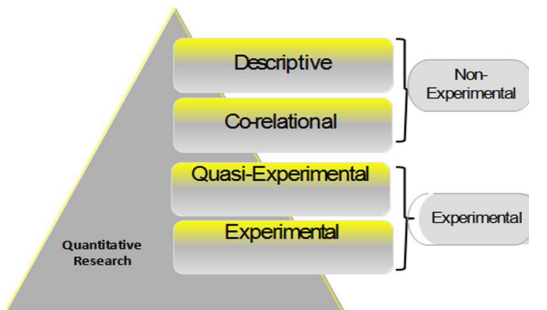 Descriptive
Co-relational
Non-
Experimental
Quasi-Experimental
Experimental
Experimental
Quantitative
Research